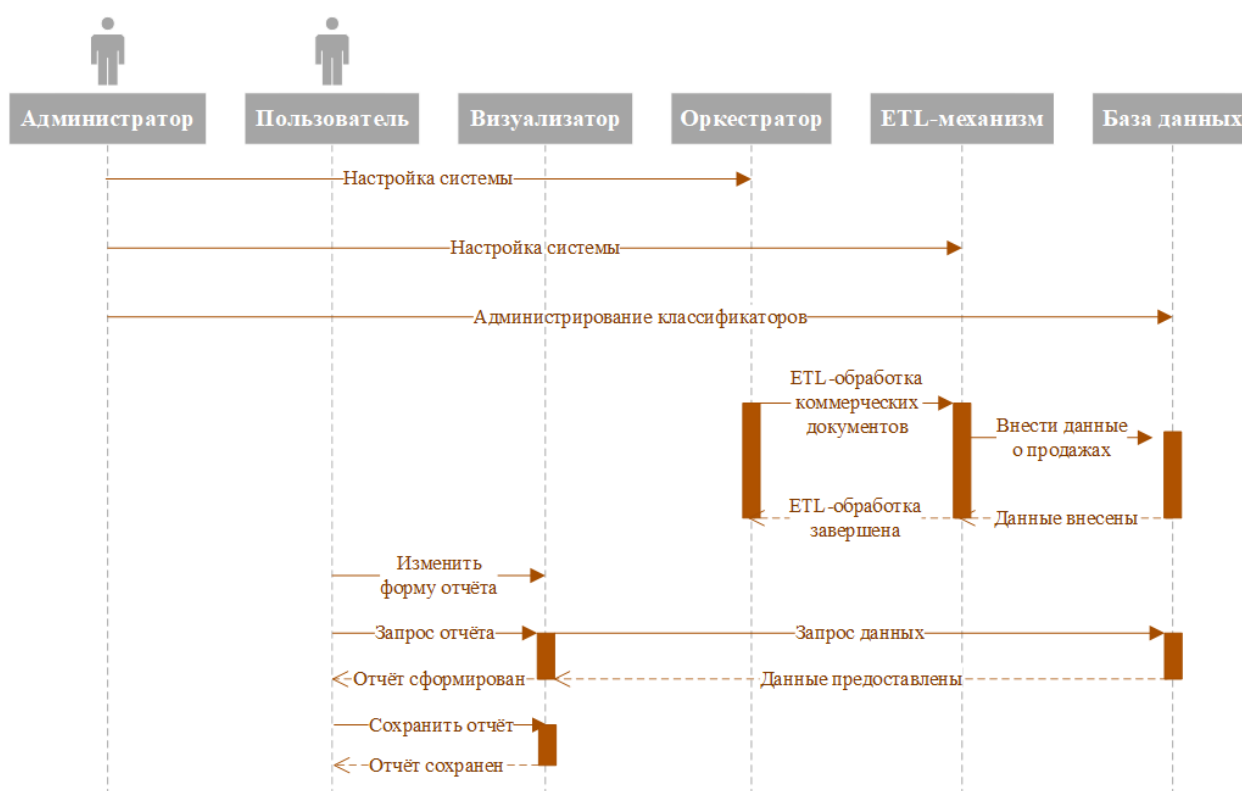 Администратор
Пользователь
Визуализатор
Оркестратор
ETL-механизм
База данных
Настройка системы
Настройка системы
Администрирование классификаторов
ETL-обработка
коммерческих
документов
Внести данные
о продажах
ETL-обработка
завершена
Данные внесены
Изменить
форму отчёта
Запрос отчёта
Запрос данных
Отчёт сформирован
Данные предоставлены
Сохранить отчёт
Отчёт сохранен